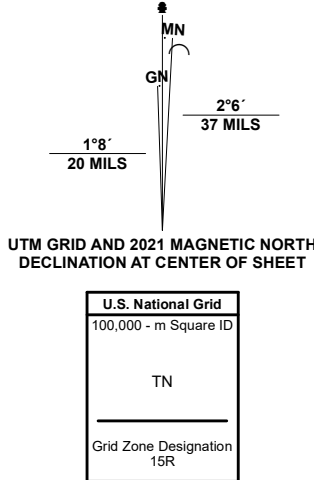 MN
GN
2°6´
37 MILS
1°8´
20 MILS
UTM GRID AND 2021 MAGNETIC NORTH
DECLINATION AT CENTER OF SHEET
U.S. National Grid
100,000 - m Square ID
TN
Grid Zone Designation
15R